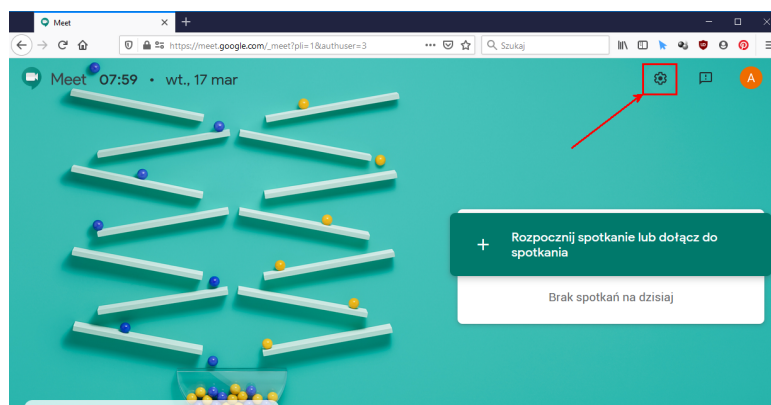 Meet
https://meet.google.com/_meet?pli=1&authuser=3
Szukaj
Meet 07:59 • wt., 17 mar
A
+ Rozpocznij spotkanie lub dołącz do
spotkania
Brak spotkań na dzisiaj